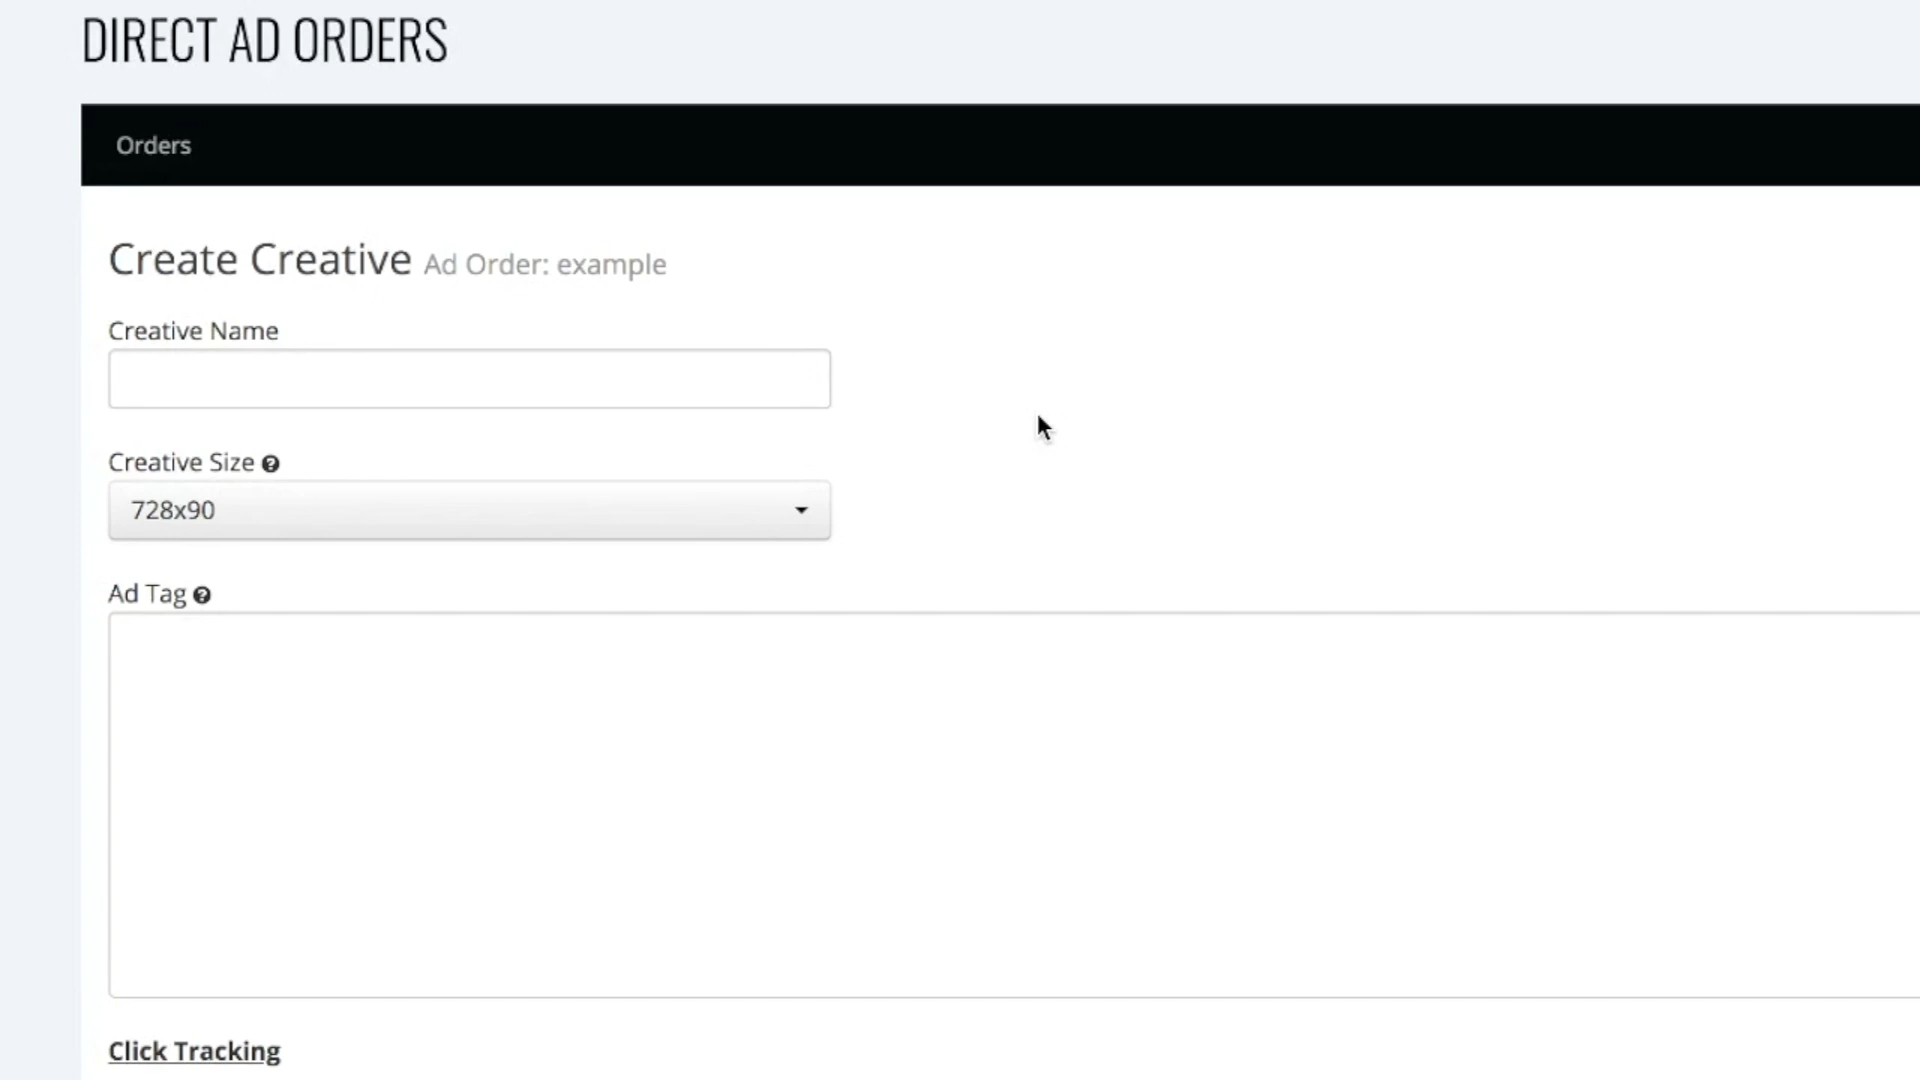 DIRECT AD ORDERS
Orders
Create Creative Ad Order: example
Creative Name
Creative Size
728x90
Ad Tag
Click Tracking